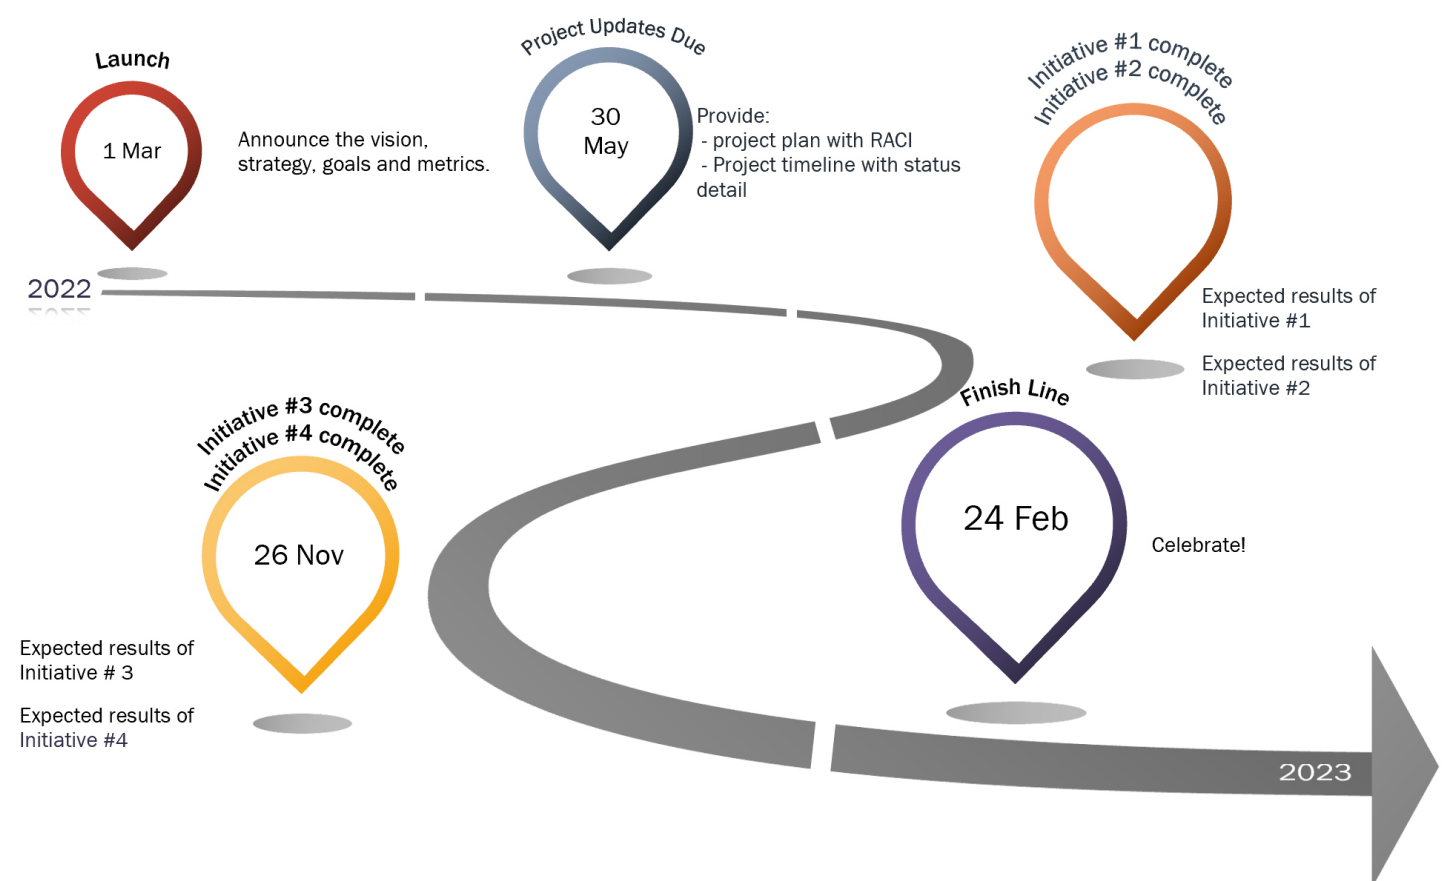 Launch
1 Mar
Announce the vision,
strategy, goals and metrics.
Project Updates Due
30
May
Provide:
- project plan with RACI
- Project timeline with status
detail
Initiative #1 complete
Initiative #2 complete
Expected results of
Initiative #1
Expected results of
Initiative #2
2022
Initiative #3 complete
Initiative #4 complete
26 Nov
Expected results of
Initiative # 3
Expected results of
Initiative #4
Finish Line
24 Feb
Celebrate!
2023